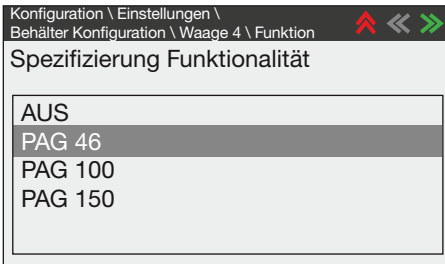 Konfiguration \ Einstellungen \
Behälter Konfiguration \ Waage 4 \ Funktion
Spezifizierung Funktionalität
AUS
PAG 46
PAG 100
PAG 150